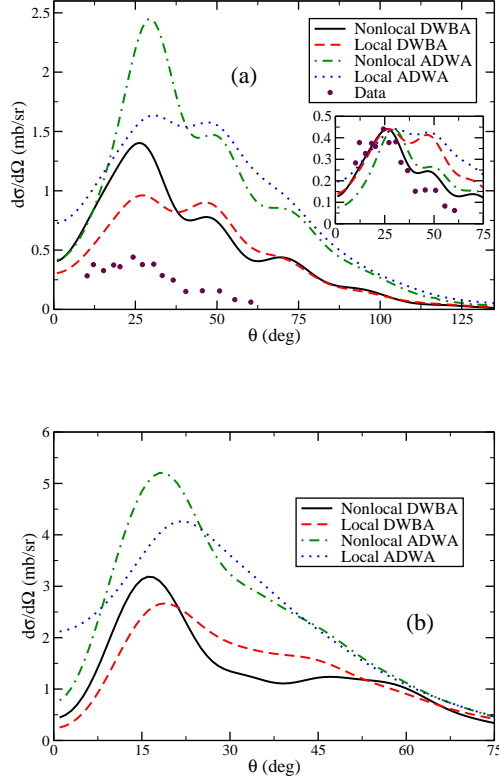 2.5
2
1.5
1
0.5
0
dσ/dΩ (mb/sr)
(a)
Nonlocal DWBA
Local DWBA
Nonlocal ADWA
Local ADWA
Data
0.5
0.4
0.3
0.2
0.1
0 25 50 75
0 25 50 75 100 125
θ (deg)
6
5
4
3
2
1
0
dσ/dΩ (mb/sr)
Nonlocal DWBA
Local DWBA
Nonlocal ADWA
Local ADWA
(b)
0 15 30 45 60 75
θ (deg)